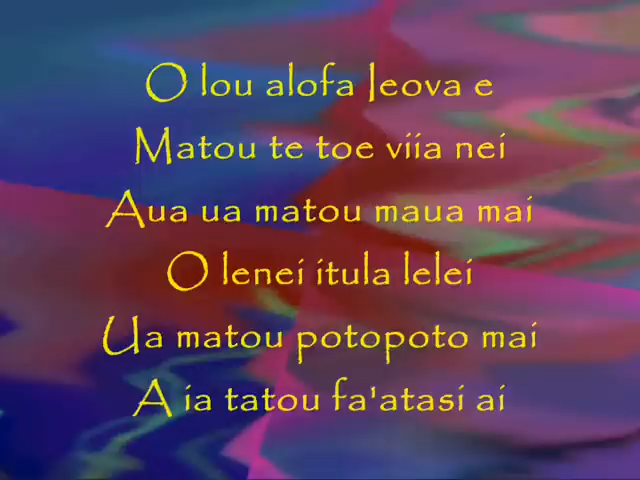 O lou alofa Ieova e
Matou te toe viia nei
Aua ua matou maua mai
O lenei itula lelei
Ua matou potopoto mai
A ia tatou fa'atasi ai